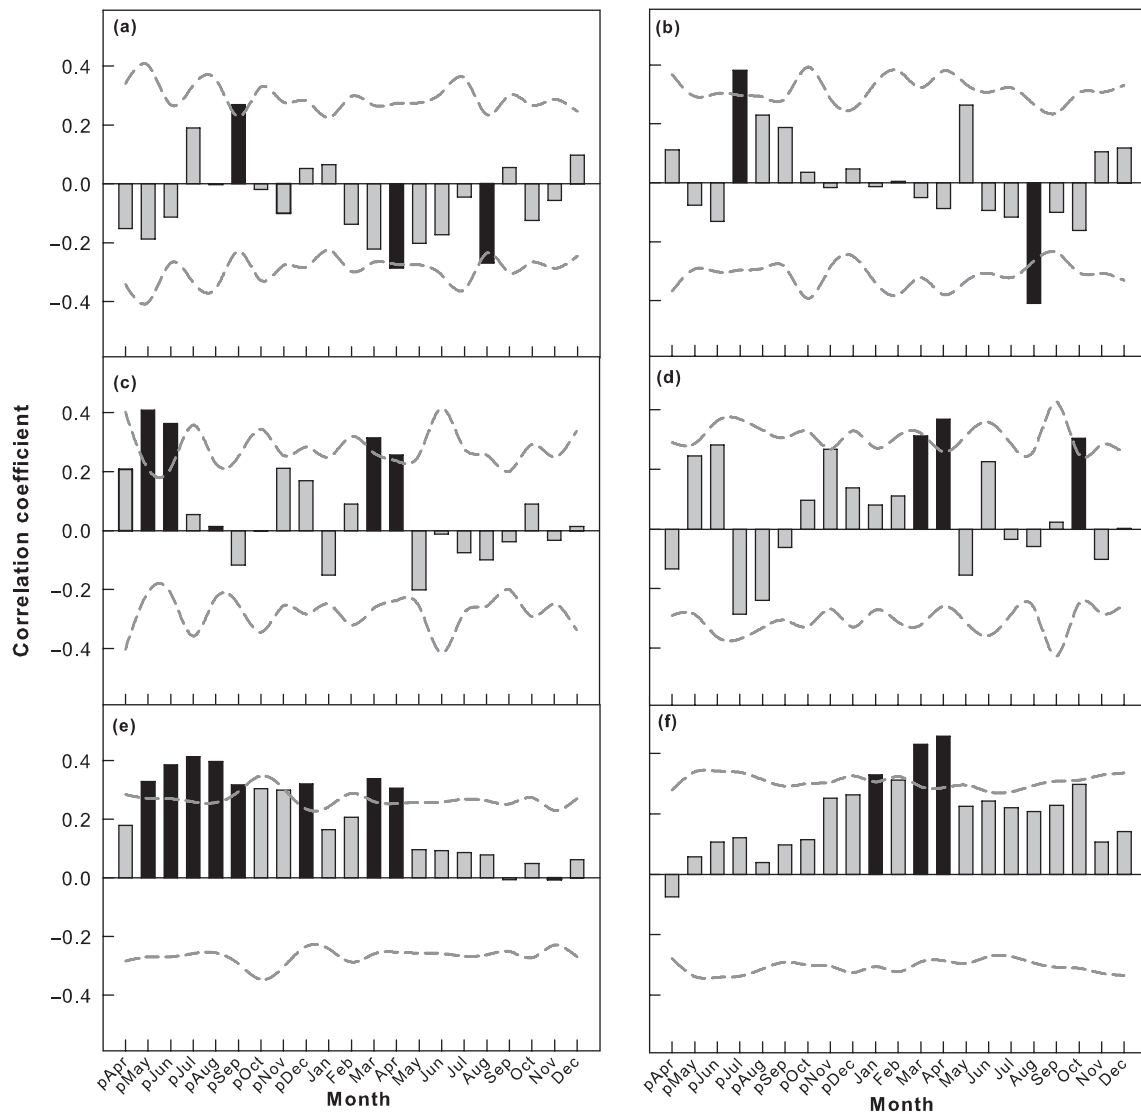 (a)
(b)
0.4
0.2
0.0
−0.2
−0.4
(c)
(d)
0.4
0.2
0.0
−0.2
−0.4
Correlation coefficient
(e)
(f)
0.4
0.2
0.0
−0.2
−0.4
pApr pMay pJun pJul pAug pSep pOct pNov pDec Jan Feb Mar Apr May Jun Jul Aug Sep Oct Nov Dec
pApr pMay pJun pJul pAug pSep pOct pNov pDec Jan Feb Mar Apr May Jun Jul Aug Sep Oct Nov Dec
Month
Month